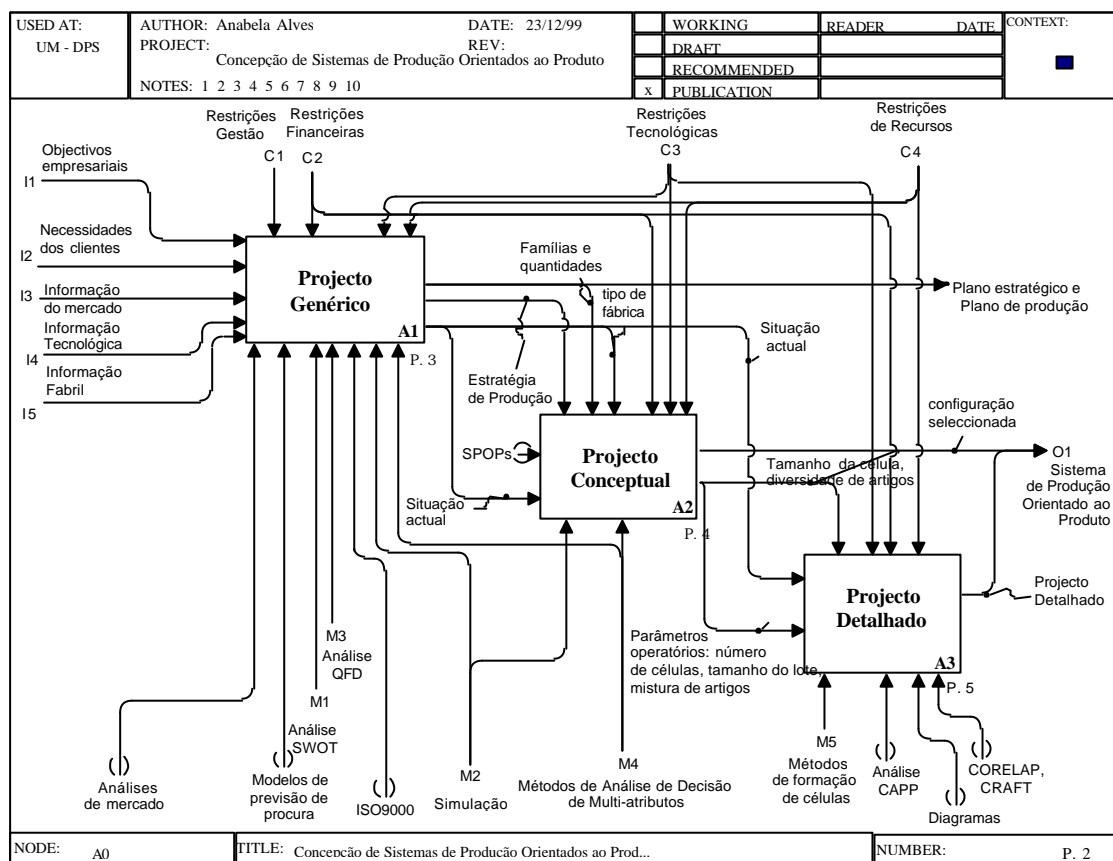 USED AT:
UM - DPS
AUTHOR: Anabela Alves
DATE: 23/12/99
PROJECT:
REV:
Concepção de Sistemas de Produção Orientados ao Produto
NOTES: 1 2 3 4 5 6 7 8 9 10
WORKING
DRAFT
RECOMMENDED
x PUBLICATION
READER DATE
CONTEXT:
Restrições
Gestão
C1
Restrições
Financeiras
C2
Restrições
Tecnológicas
C3
Restrições
de Recursos
C4
Objectivos
empresariais
I1
Necessidades
dos clientes
I2
Informação
do mercado
I3
Informação
Tecnológica
I4
Informação
Fabril
I5
Projecto
Genérico
A1
P. 3
Famílias e
quantidades
tipo de
fábrica
Plano estratégico e
Plano de produção
Situação
actual
Estratégia
de Produção
SPOPs
Situação
actual
Projecto
Conceptual
A2
P. 4
configuração
seleccionada
Tamanho da célula,
diversidade de artigos
O1
Sistema
de Produção
Orientado ao
Produto
Projecto
Detalhado
A3
P. 5
Projecto
Detalhado
Parâmetros
operatórios: número
de células, tamanho do lote,
mistura de artigos
M3
Análise
QFD
M1
Análise
SWOT
Análises
de mercado
Modelos de
previsão de
procura
ISO9000
M2
Simulação
M4
Métodos de Análise de Decisão
de Multi-atributos
M5
Métodos
de formação
de células
Análise
CAPP
CORELAP,
CRAFT
Diagramas
NODE: A0
TITLE: Concepção de Sistemas de Produção Orientados ao Prod...
NUMBER: P. 2